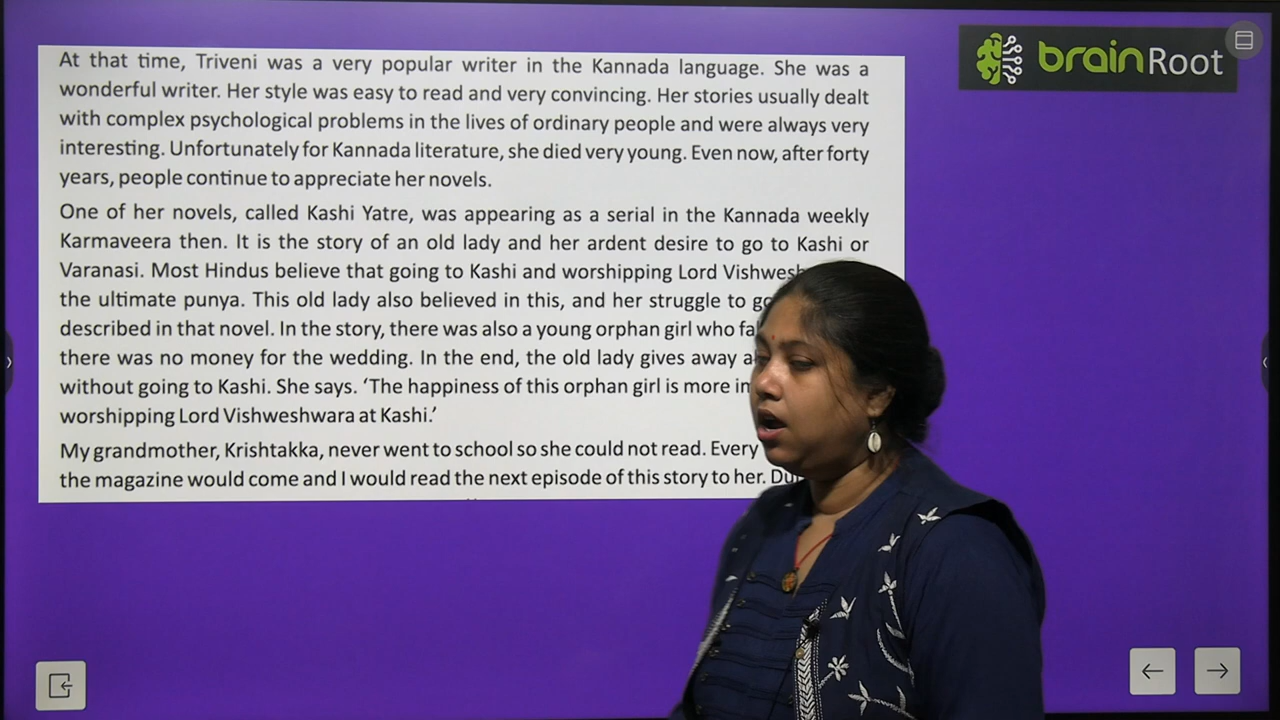 brainRoot
At that time, Triveni was a very popular writer in the Kannada language. She was a
wonderful writer. Her style was easy to read and very convincing. Her stories usually dealt
with complex psychological problems in the lives of ordinary people and were always very
interesting. Unfortunately for Kannada literature, she died very young. Even now, after forty
years, people continue to appreciate her novels.
One of her novels, called Kashi Yatre, was appearing as a serial in the Kannada weekly
Karmaveera then. It is the story of an old lady and her ardent desire to go to Kashi or
Varanasi. Most Hindus believe that going to Kashi and worshipping Lord
the ultimate punya. This old lady also believed in this, and her struggle to
described in that novel. In the story, there was also a young orphan girl who
there was no money for the wedding. In the end, the old lady gives away
without going to Kashi. She says. ‘The happiness of this orphan girl is more
worshipping Lord Vishweshwara at Kashi.’
My grandmother, Krishtakka, never went to school so she could not read. Every
the magazine would come and I would read the next episode of this story to her.